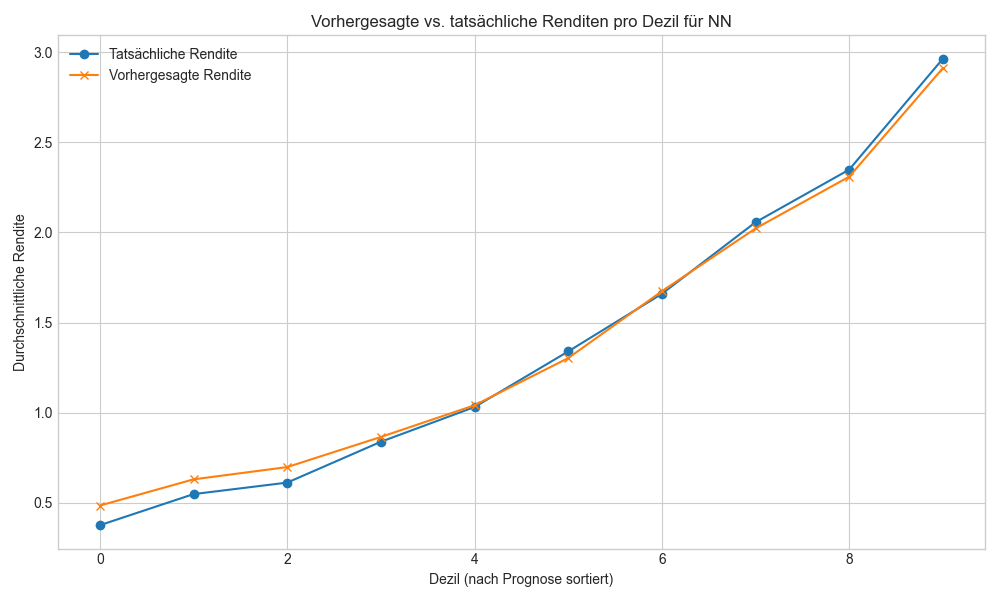 Vorhergesagte vs. tatsächliche Renditen pro Dezil für NN
Tatsächliche Rendite
Vorhergesagte Rendite
3.0
2.5
2.0
1.5
1.0
0.5
Durchschnittliche Rendite
0 2 4 6 8
Dezil (nach Prognose sortiert)